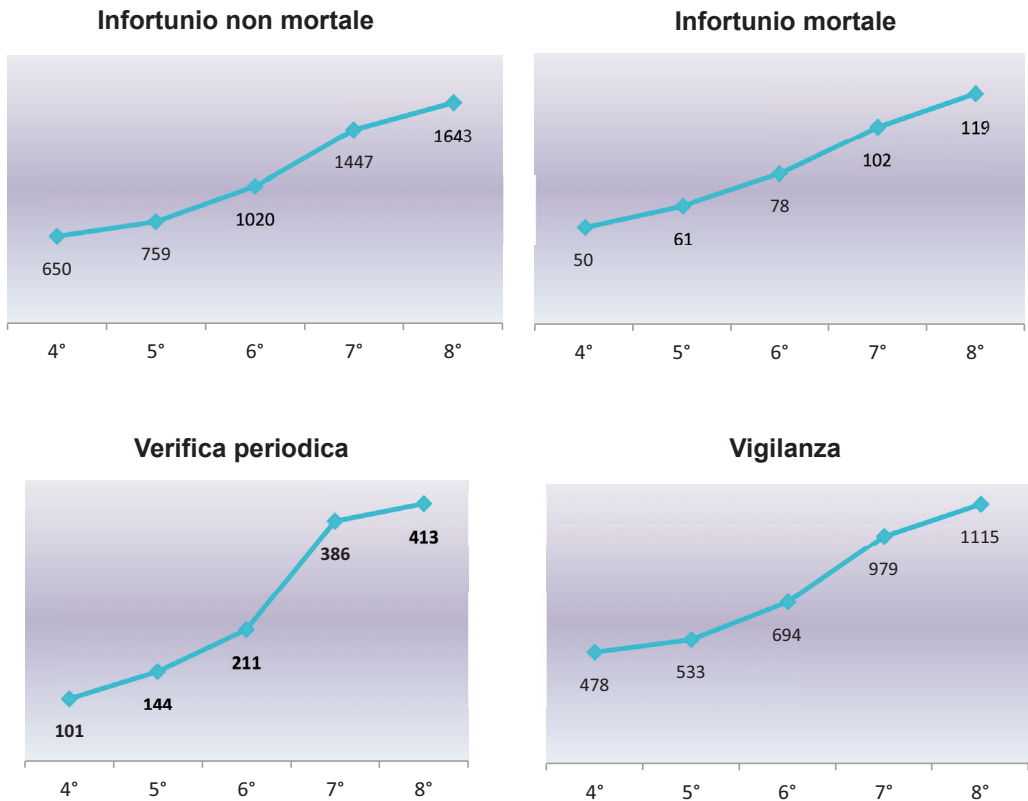 Infortunio non mortale
650
759
1020
1447
1643
4° 5° 6° 7° 8°
Infortunio mortale
50
61
78
102
119
4° 5° 6° 7° 8°
Verifica periodica
101
144
211
386
413
4° 5° 6° 7° 8°
Vigilanza
478
533
694
979
1115
4° 5° 6° 7° 8°